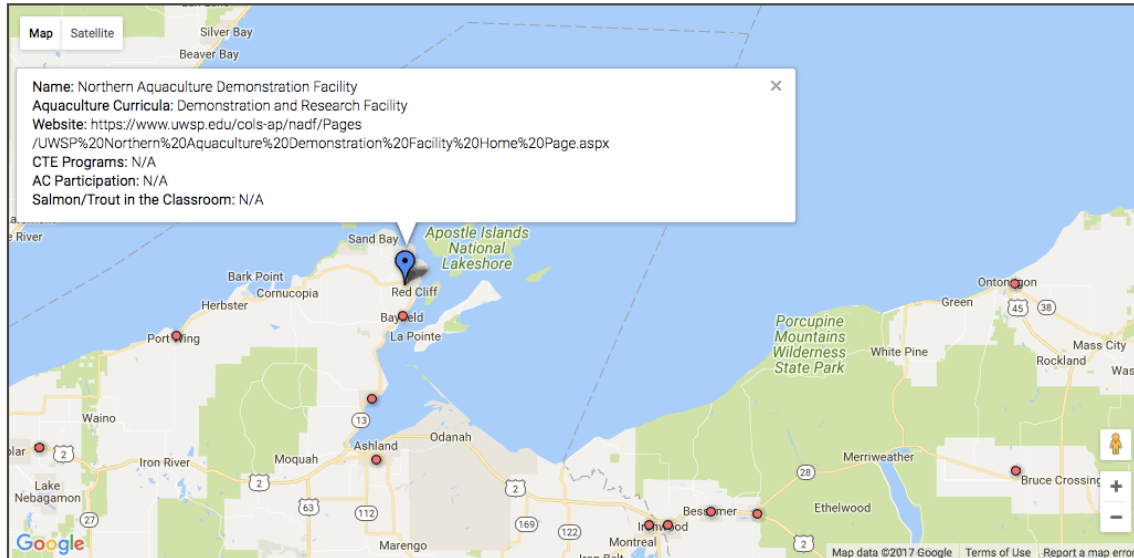 Map Satellite
Silver Bay
Beaver Bay
Name: Northern Aquaculture Demonstration Facility
Aquaculture Curricula: Demonstration and Research Facility
Website: https://www.uwsp.edu/cols-ap/nadf/Pages
/UWSP%20Northern%20Aquaculture%20Demonstration%20Facility%20Home%20Page.aspx
CTE Programs: N/A
AC Participation: N/A
Salmon/Trout in the Classroom: N/A
e River
Sand Bay
Apostle Islands
National
Lakeshore
Bark Point
Cornucopia
Herbster
Red Cliff
Bayfield
La Pointe
Port Wing
Ontonagon
Green
45
38
Porcupine
Mountains
Wilderness
State Park
White Pine
Mass City
Rockland
Was
Waino
13
Ashland
Odanah
2
Iron River
Moquah
2
Lake
Nebagamon
27
63
112
Marengo
2
169
122
Ironwood
Montreal
Bessemer
28
2
Merriweather
Ethelwood
Bruce Crossing
Google
Map data ©2017 Google Terms of Use Report a map error